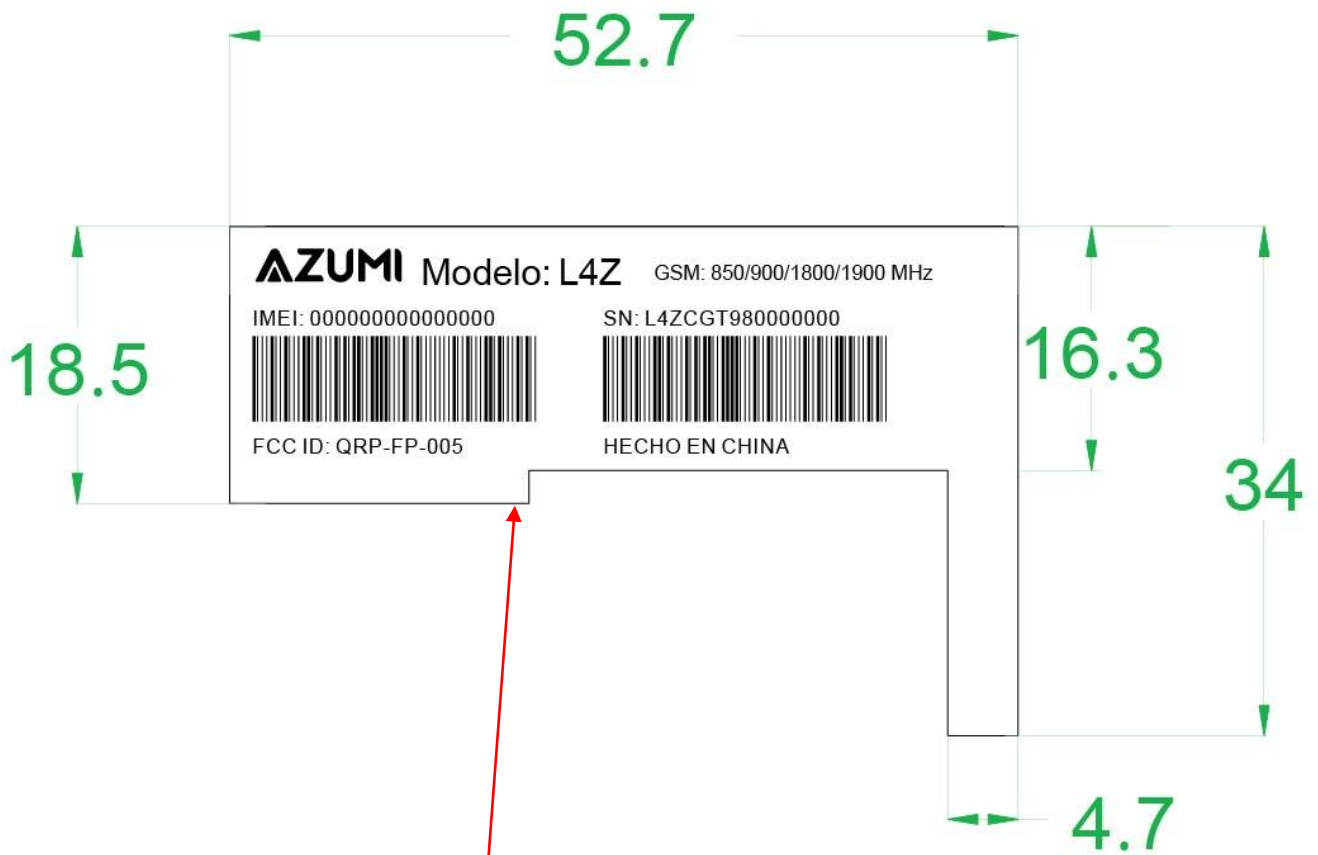 52.7
AZUMI Modelo: L4Z GSM: 850/900/1800/1900 MHz
IMEI: 000000000000000 SN: L4ZCGT980000000
18.5
16.3
FCC ID: QRP-FP-005 HECHO EN CHINA
34
4.7